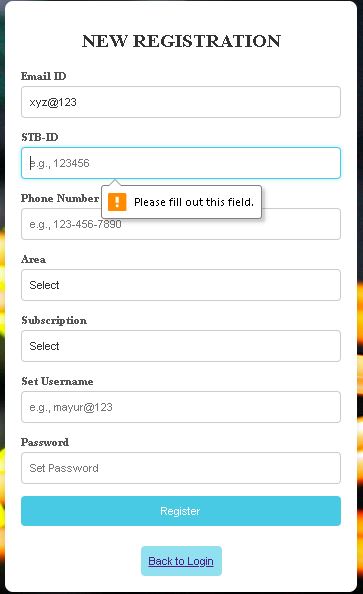 NEW REGISTRATION
Email ID
xyz@123
STB-ID
e.g., 123456
Please fill out this field.
Phone Number
e.g., 123-456-7890
Area
Select
Subscription
Select
Set Username
e.g., mayur@123
Password
Set Password
Register
Back to Login